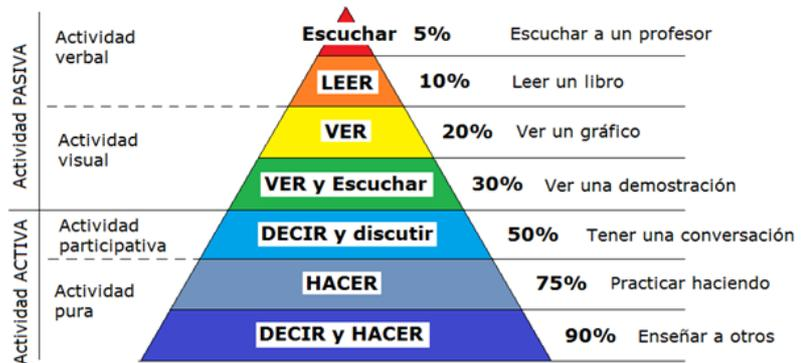 Actividad PASIVA
Actividad
verbal
Escuchar 5% Escuchar a un profesor
LEER 10% Leer un libro
Actividad
visual
VER 20% Ver un gráfico
VER y Escuchar 30% Ver una demostración
Actividad ACTIVA
Actividad
participativa
DECIR y discutir 50% Tener una conversación
Actividad
pura
HACER 75% Practicar haciendo
DECIR y HACER 90% Enseñar a otros